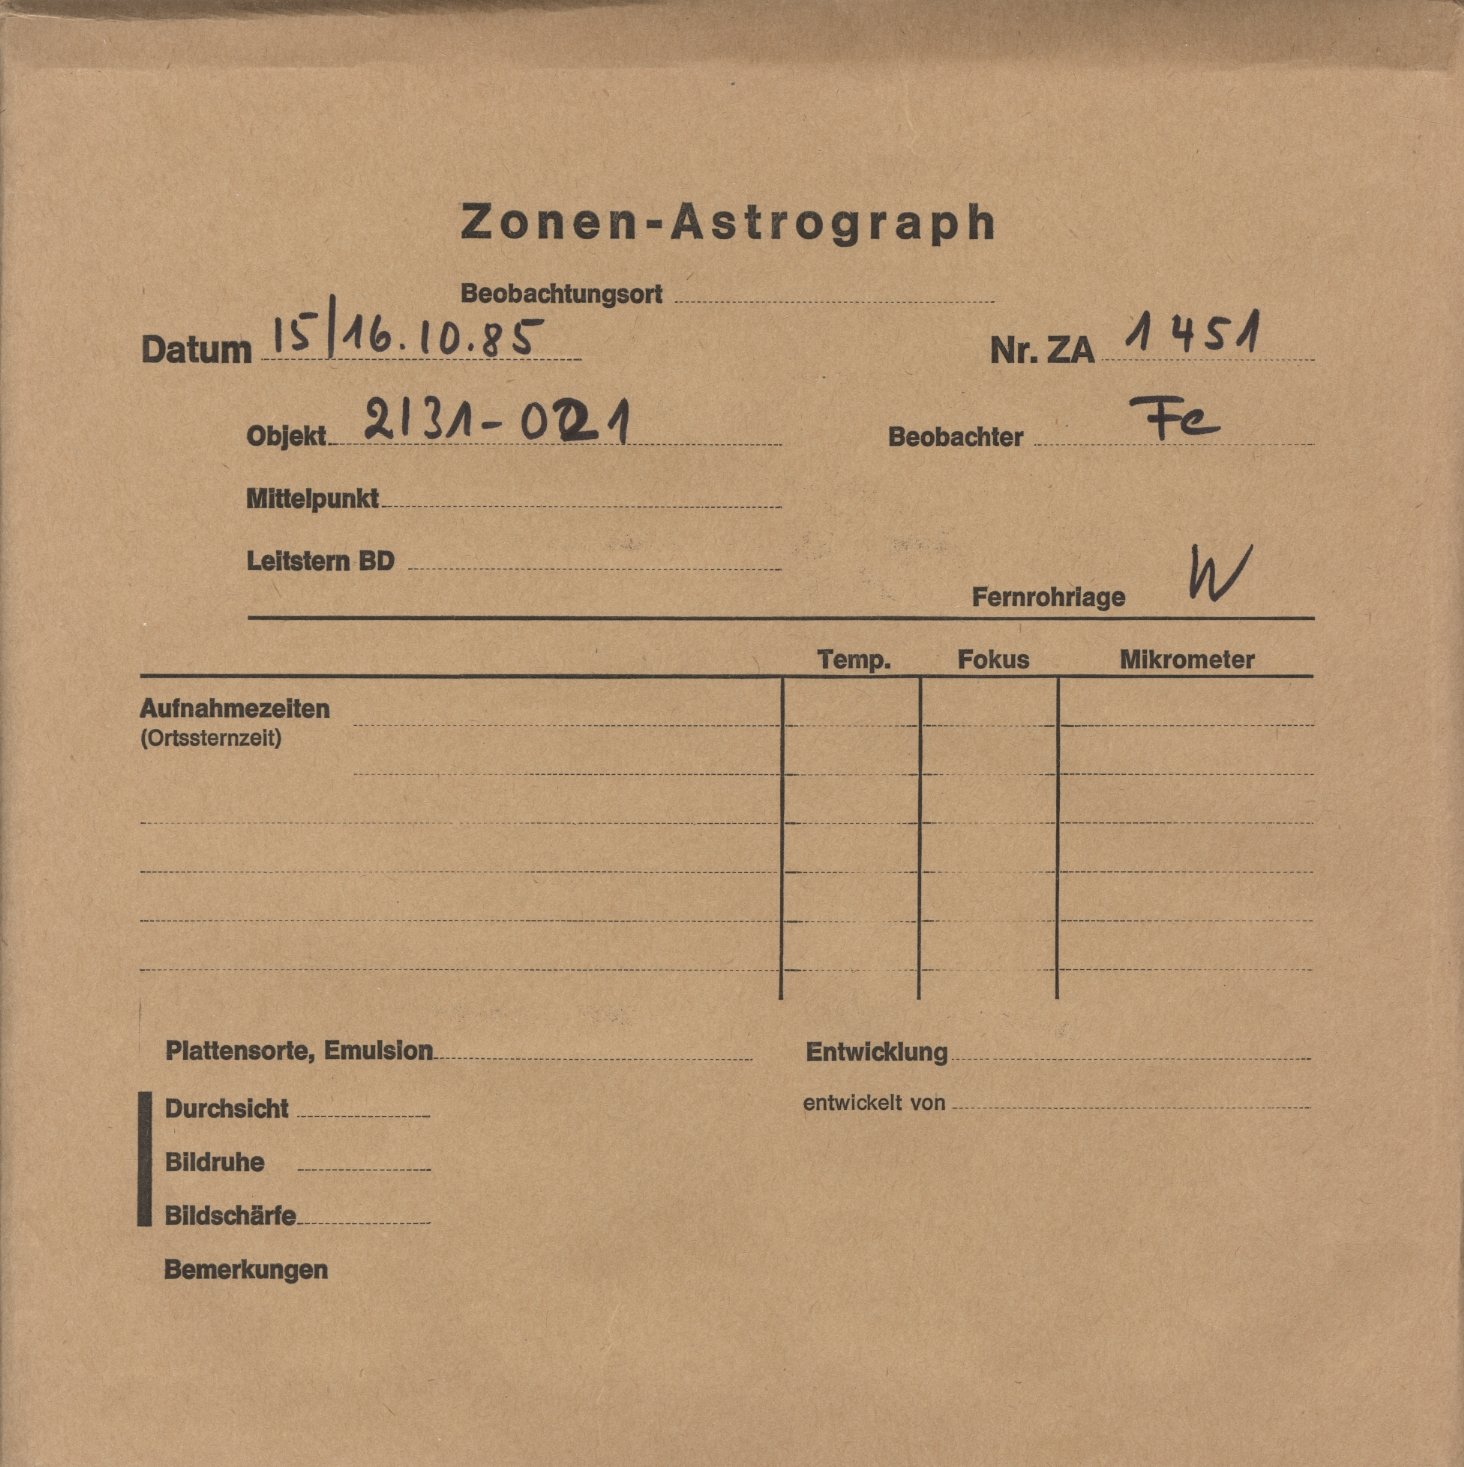 Zonen-Astrograph
Beobachtungsort
Datum 15/16.10.85 Nr. ZA 1451
Objekt 2131-021 Beobachter Fe
Mittelpunkt
Leitstern BD
Fernrohrlage W
Temp. Fokus Mikrometer
Aufnahmezeiten
(Ortssternzeit)
Plattensorte, Emulsion Entwicklung
Durchsicht entwickelt von
Bildruhe
Bildschärfe
Bemerkungen